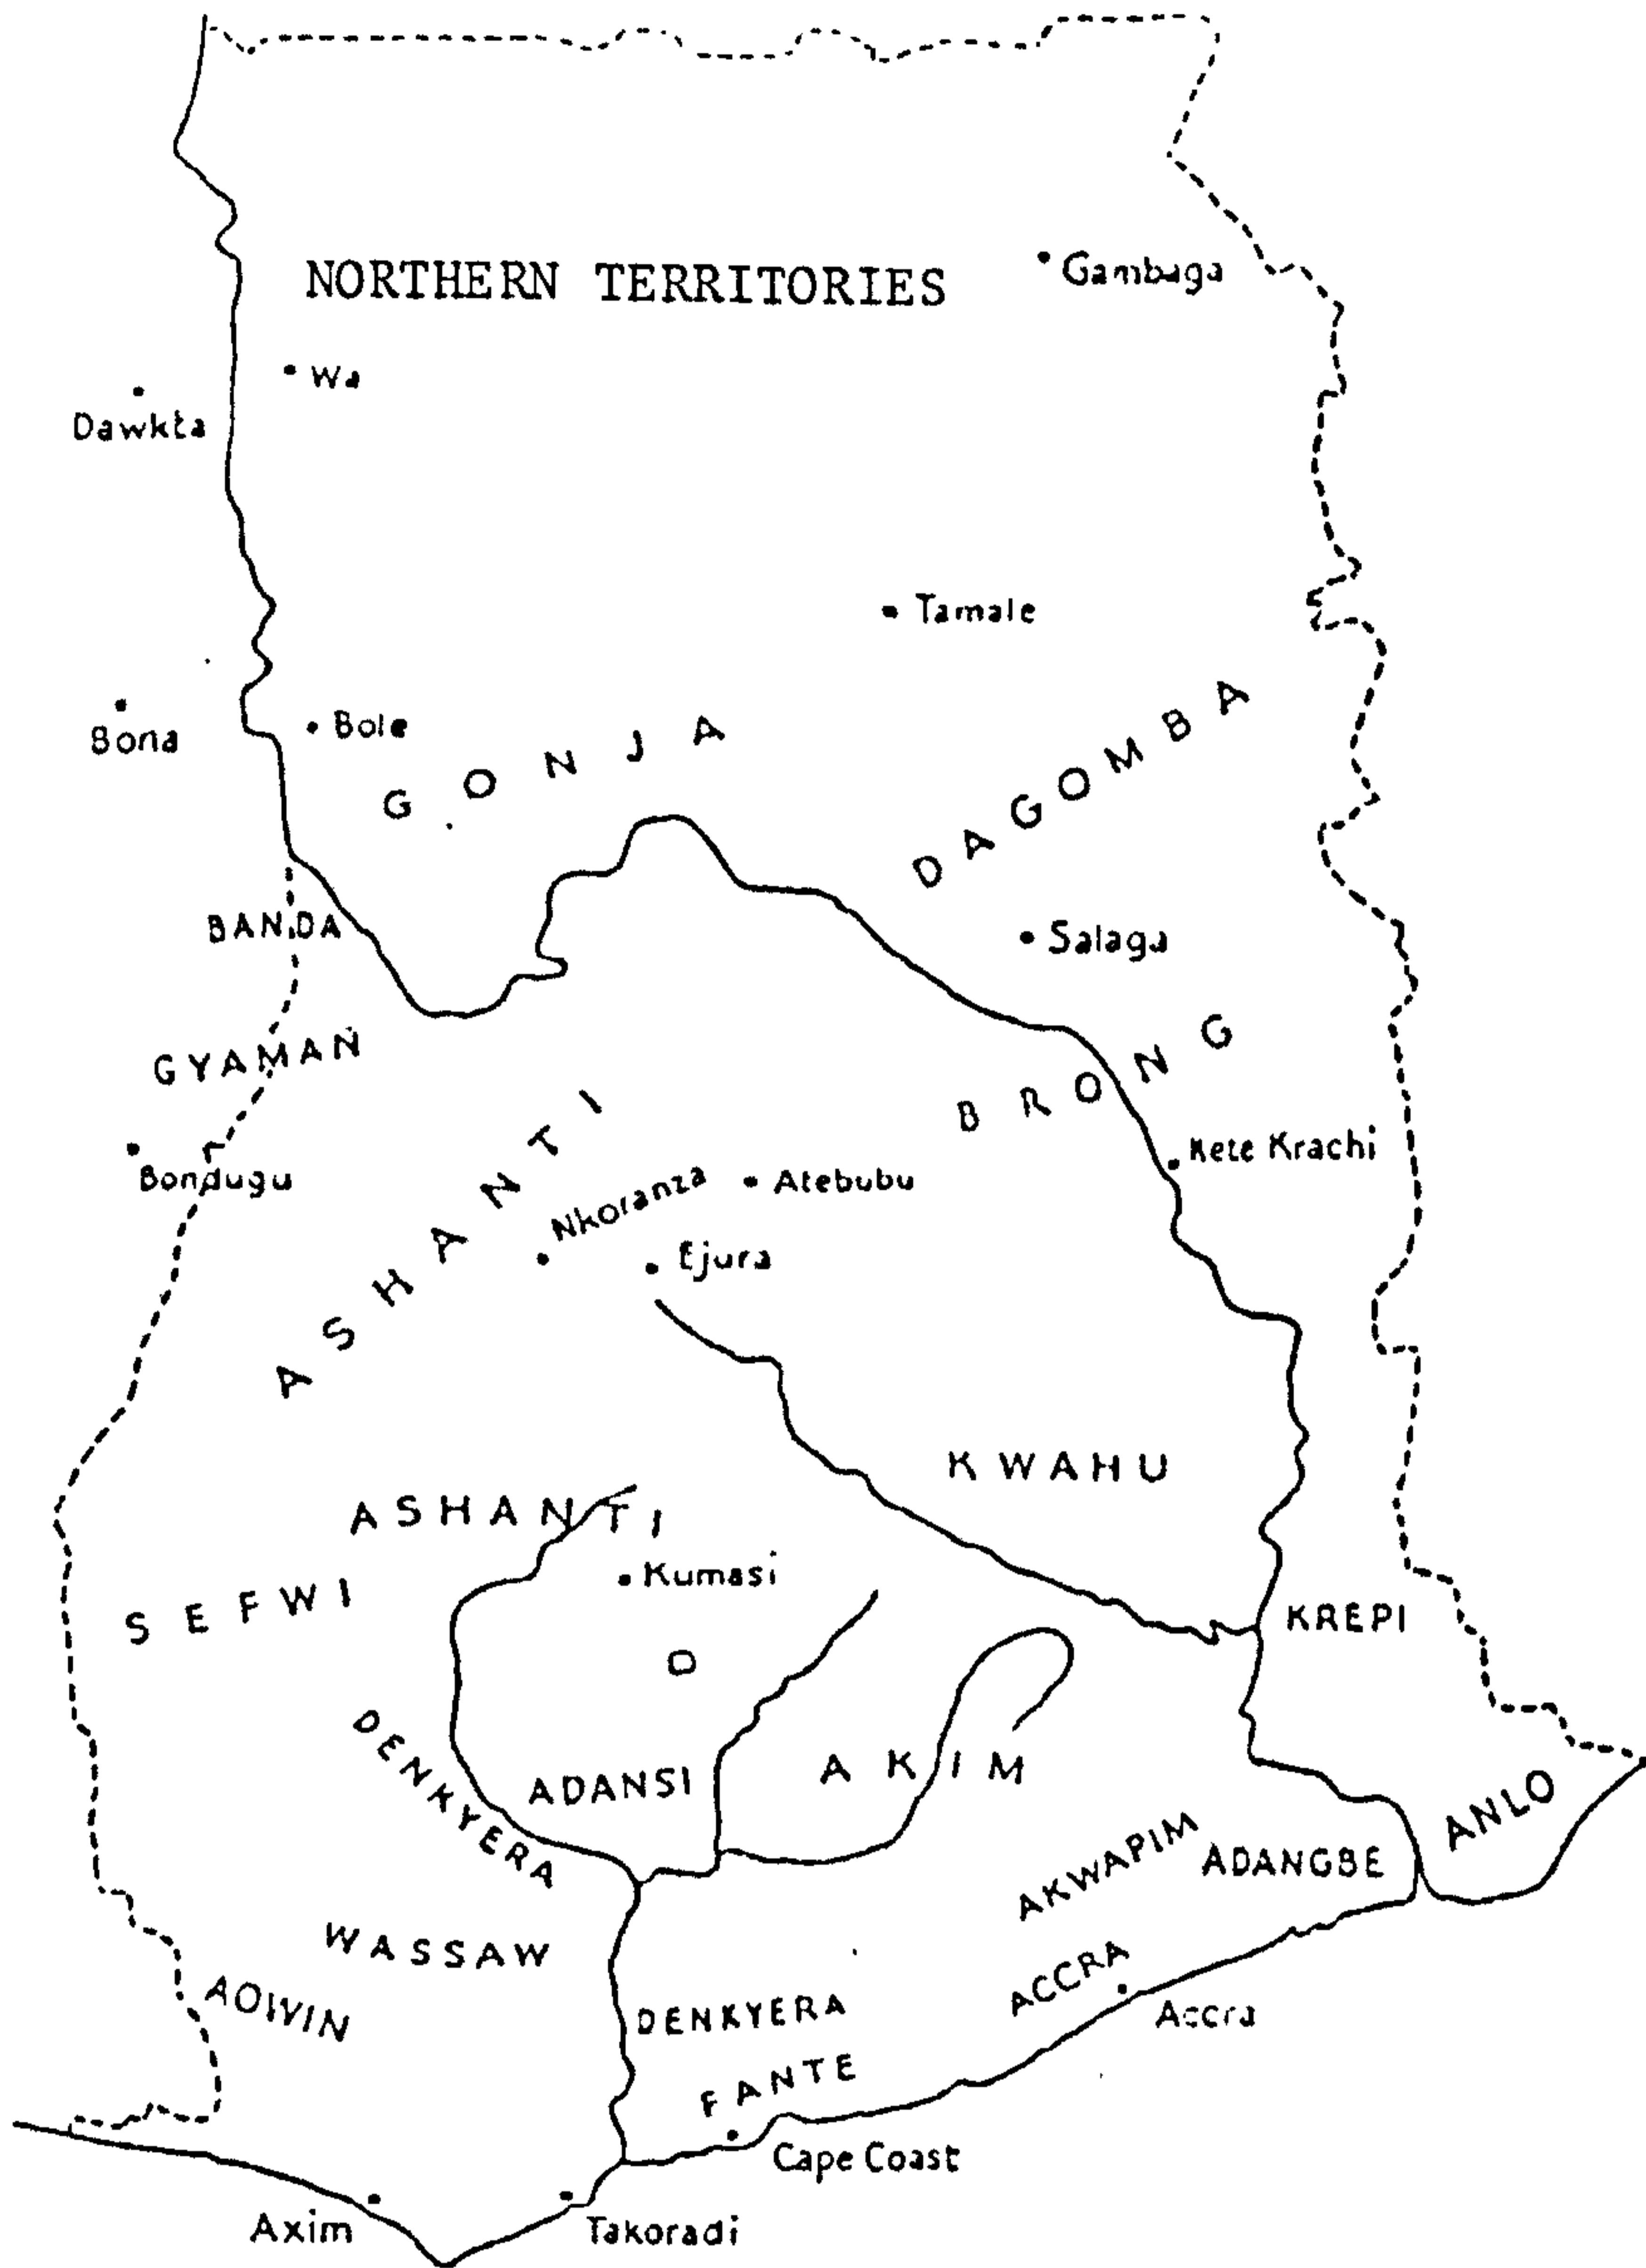 NORTHERN TERRITORIES
Gambaga
Wa
Dawkta
Tamale
Bona
Bole
GONJA
DAGOMBA
BANDA
Salaga
GYAMAN
BRONG
ASHANTI
Bondugu
Nkoranza
Atebubu
Kete Krachi
Ejura
KWAHU
ASHANTI
Kumasi
SEFWI
KREPI
DENKYERA
ADANSI
AKIM
ANLO
AKWAPIM
ADANGBE
WASSAW
AOWIN
DENKYERA
ACCRA
Accra
FANTE
Cape Coast
Axim
Takoradi